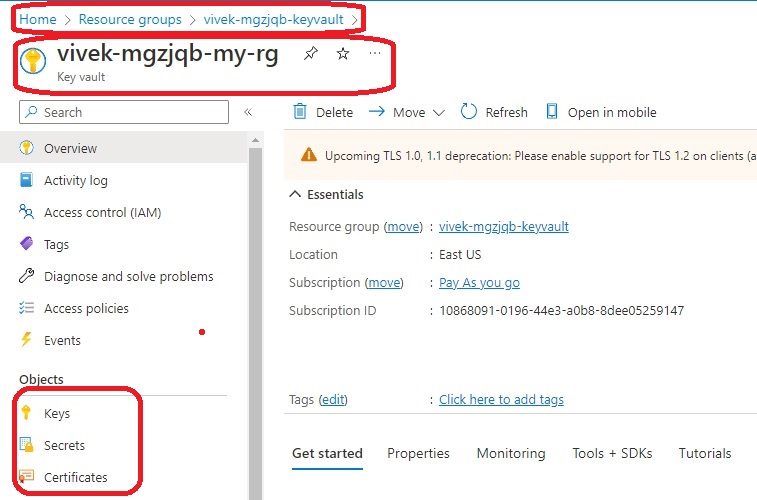 Home > Resource groups > vivek-mgzjqb-keyvault >
vivek-mgzjqb-my-rg
Key vault
Search
Overview
Activity log
Access control (IAM)
Tags
Diagnose and solve problems
Access policies
Events
Objects
Keys
Secrets
Certificates
Delete Move Refresh Open in mobile
Upcoming TLS 1.0, 1.1 deprecation: Please enable support for TLS 1.2 on clients (a
Essentials
Resource group (move) : vivek-mgzjqb-keyvault
Location : East US
Subscription (move) : Pay As you go
Subscription ID : 10868091-0196-44e3-a0b8-8dee05259147
Tags (edit) : Click here to add tags
Get started Properties Monitoring Tools + SDKs Tutorials